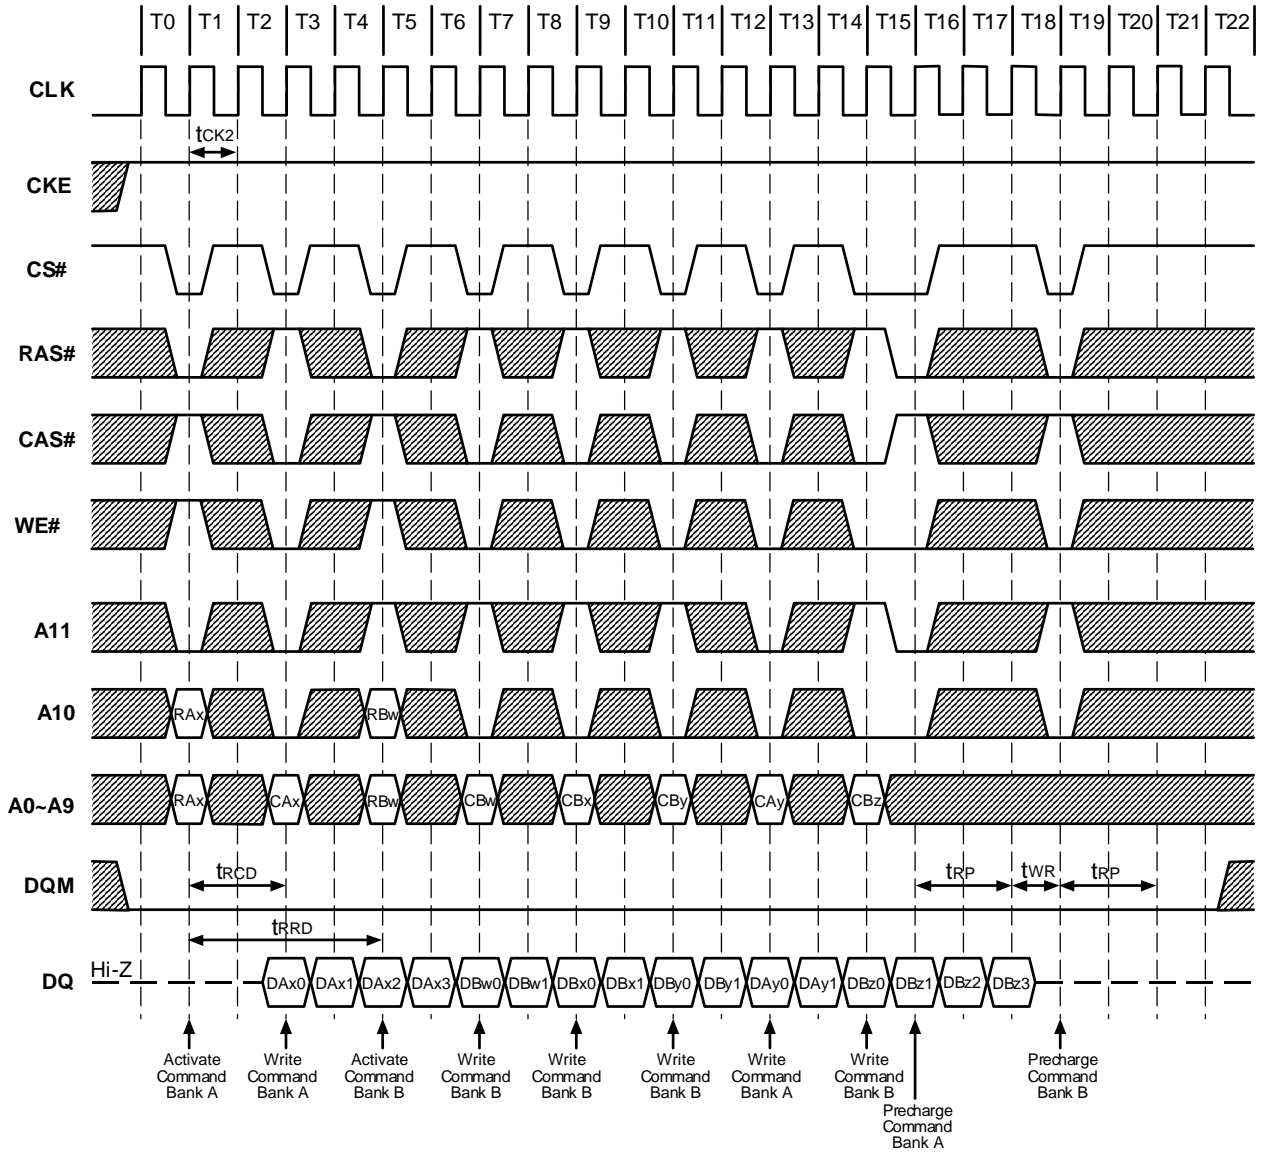 T0 T1 T2 T3 T4 T5 T6 T7 T8 T9 T10 T11 T12 T13 T14 T15 T16 T17 T18 T19 T20 T21 T22
CLK
tCK2
CKE
CS#
RAS#
CAS#
WE#
A11
A10 RAx RBw
A0~A9 RAx CAx RBw CBw CBx CBy CAy CBz
DQM tRCD tRP tWR tRP
tRRD
DQ Hi-Z DAx0 DAx1 DAx2 DAx3 DBw0 DBw1 DBx0 DBx1 DBy0 DBy1 DAy0 DAy1 DBz0 DBz1 DBz2 DBz3
Activate
Command
Bank A
Write
Command
Bank A
Activate
Command
Bank B
Write
Command
Bank B
Write
Command
Bank B
Write
Command
Bank B
Write
Command
Bank A
Write
Command
Bank B
Precharge
Command
Bank A
Precharge
Command
Bank B